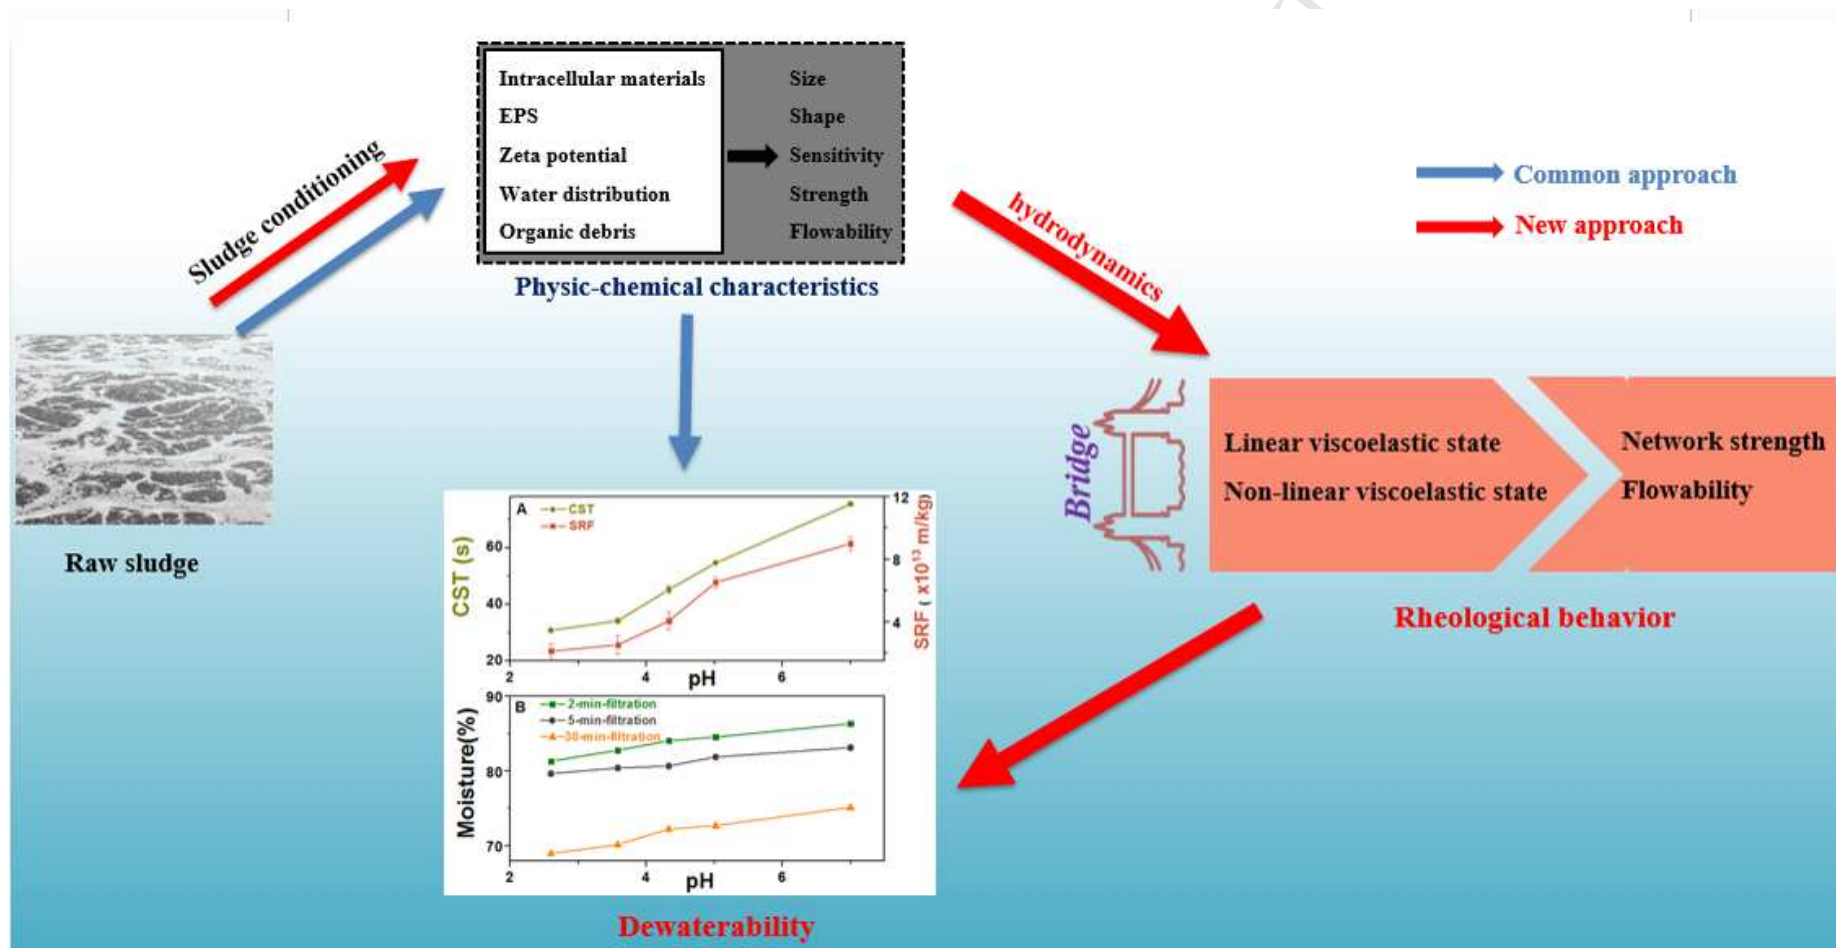 Intracellular materials
EPS
Zeta potential
Water distribution
Organic debris
Size
Shape
Sensitivity
Strength
Flowability
Physic-chemical characteristics
Sludge conditioning
Raw sludge
hydrodynamics
Common approach
New approach
Bridge
Linear viscoelastic state
Non-linear viscoelastic state
Network strength
Flowability
Rheological behavior
A
CST
SRF
CST (s)
60
40
20
12
8
4
SRF ( x10¹³ m/kg)
2
4
6
pH
B
2-min-filtration
5-min-filtration
30-min-filtration
Moisture(%)
90
80
70
2
4
6
pH
Dewaterability